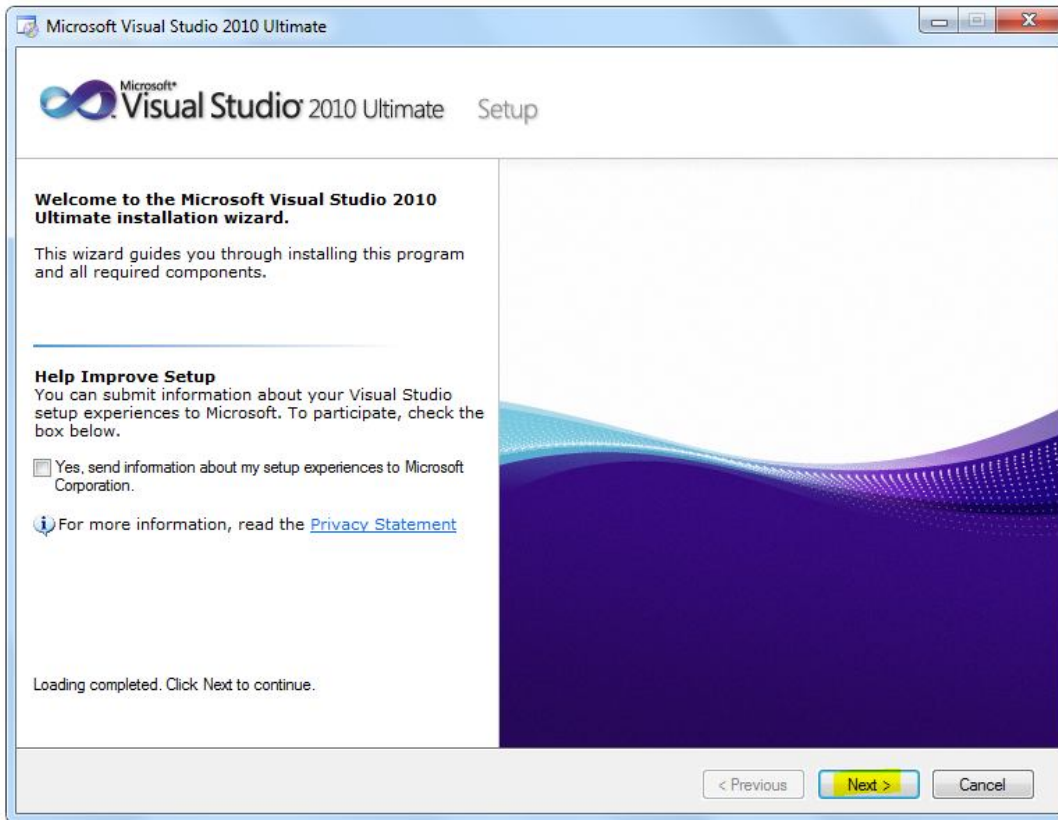 Microsoft Visual Studio 2010 Ultimate
Microsoft®
Visual Studio® 2010 Ultimate Setup
Welcome to the Microsoft Visual Studio 2010
Ultimate installation wizard.
This wizard guides you through installing this program
and all required components.
Help Improve Setup
You can submit information about your Visual Studio
setup experiences to Microsoft. To participate, check the
box below.
Yes, send information about my setup experiences to Microsoft
Corporation.
For more information, read the Privacy Statement
Loading completed. Click Next to continue.
< Previous Next > Cancel